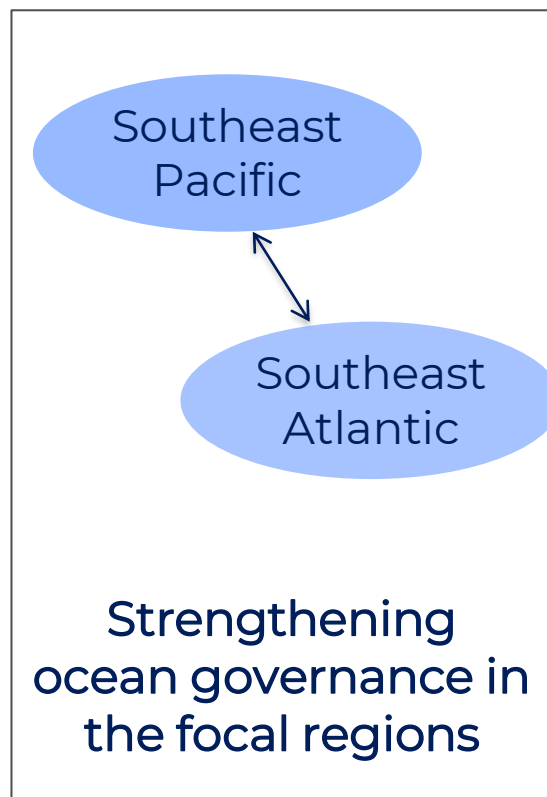 Southeast
Pacific
Southeast
Atlantic
Strengthening
ocean governance in
the focal regions